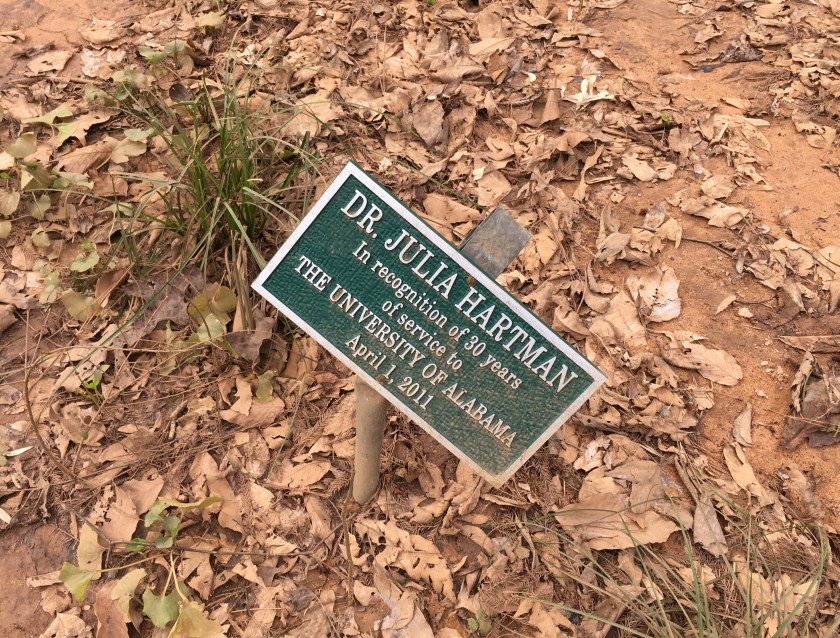 DR. JULIA HARTMAN
In recognition of 30 years
of service to
THE UNIVERSITY OF ALABAMA
April 1, 2011